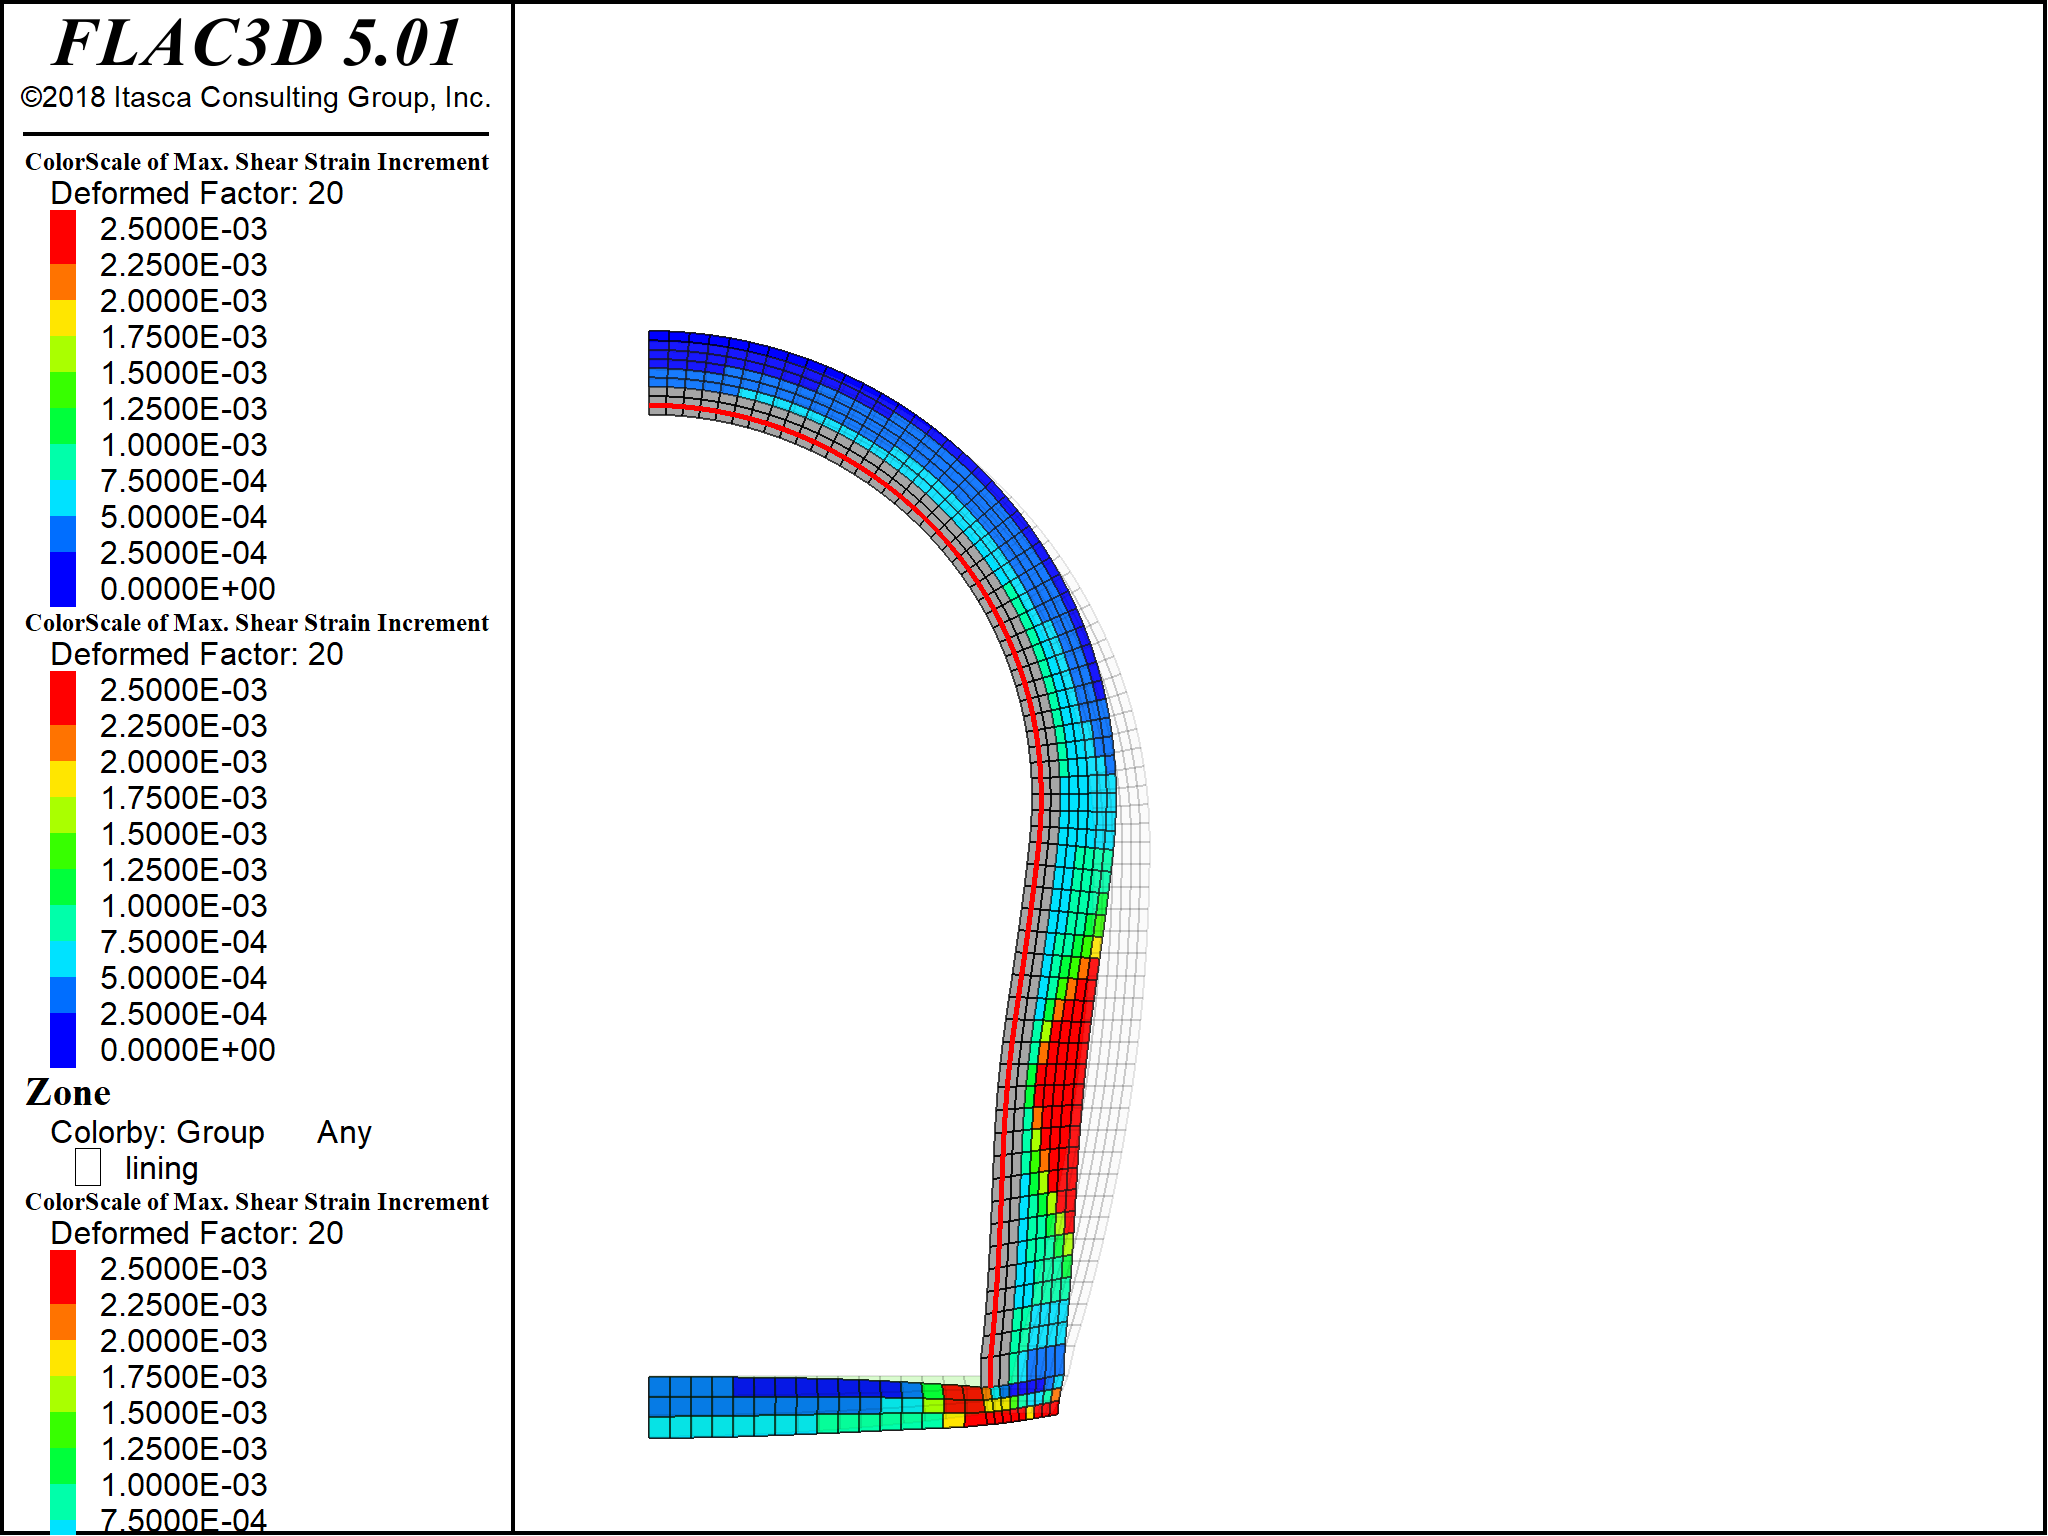 FLAC3D 5.01
©2018 Itasca Consulting Group, Inc.
ColorScale of Max. Shear Strain Increment
Deformed Factor: 20
2.5000E-03
2.2500E-03
2.0000E-03
1.7500E-03
1.5000E-03
1.2500E-03
1.0000E-03
7.5000E-04
5.0000E-04
2.5000E-04
0.0000E+00
ColorScale of Max. Shear Strain Increment
Deformed Factor: 20
2.5000E-03
2.2500E-03
2.0000E-03
1.7500E-03
1.5000E-03
1.2500E-03
1.0000E-03
7.5000E-04
5.0000E-04
2.5000E-04
0.0000E+00
Zone
Colorby: Group Any
lining
ColorScale of Max. Shear Strain Increment
Deformed Factor: 20
2.5000E-03
2.2500E-03
2.0000E-03
1.7500E-03
1.5000E-03
1.2500E-03
1.0000E-03
7.5000E-04